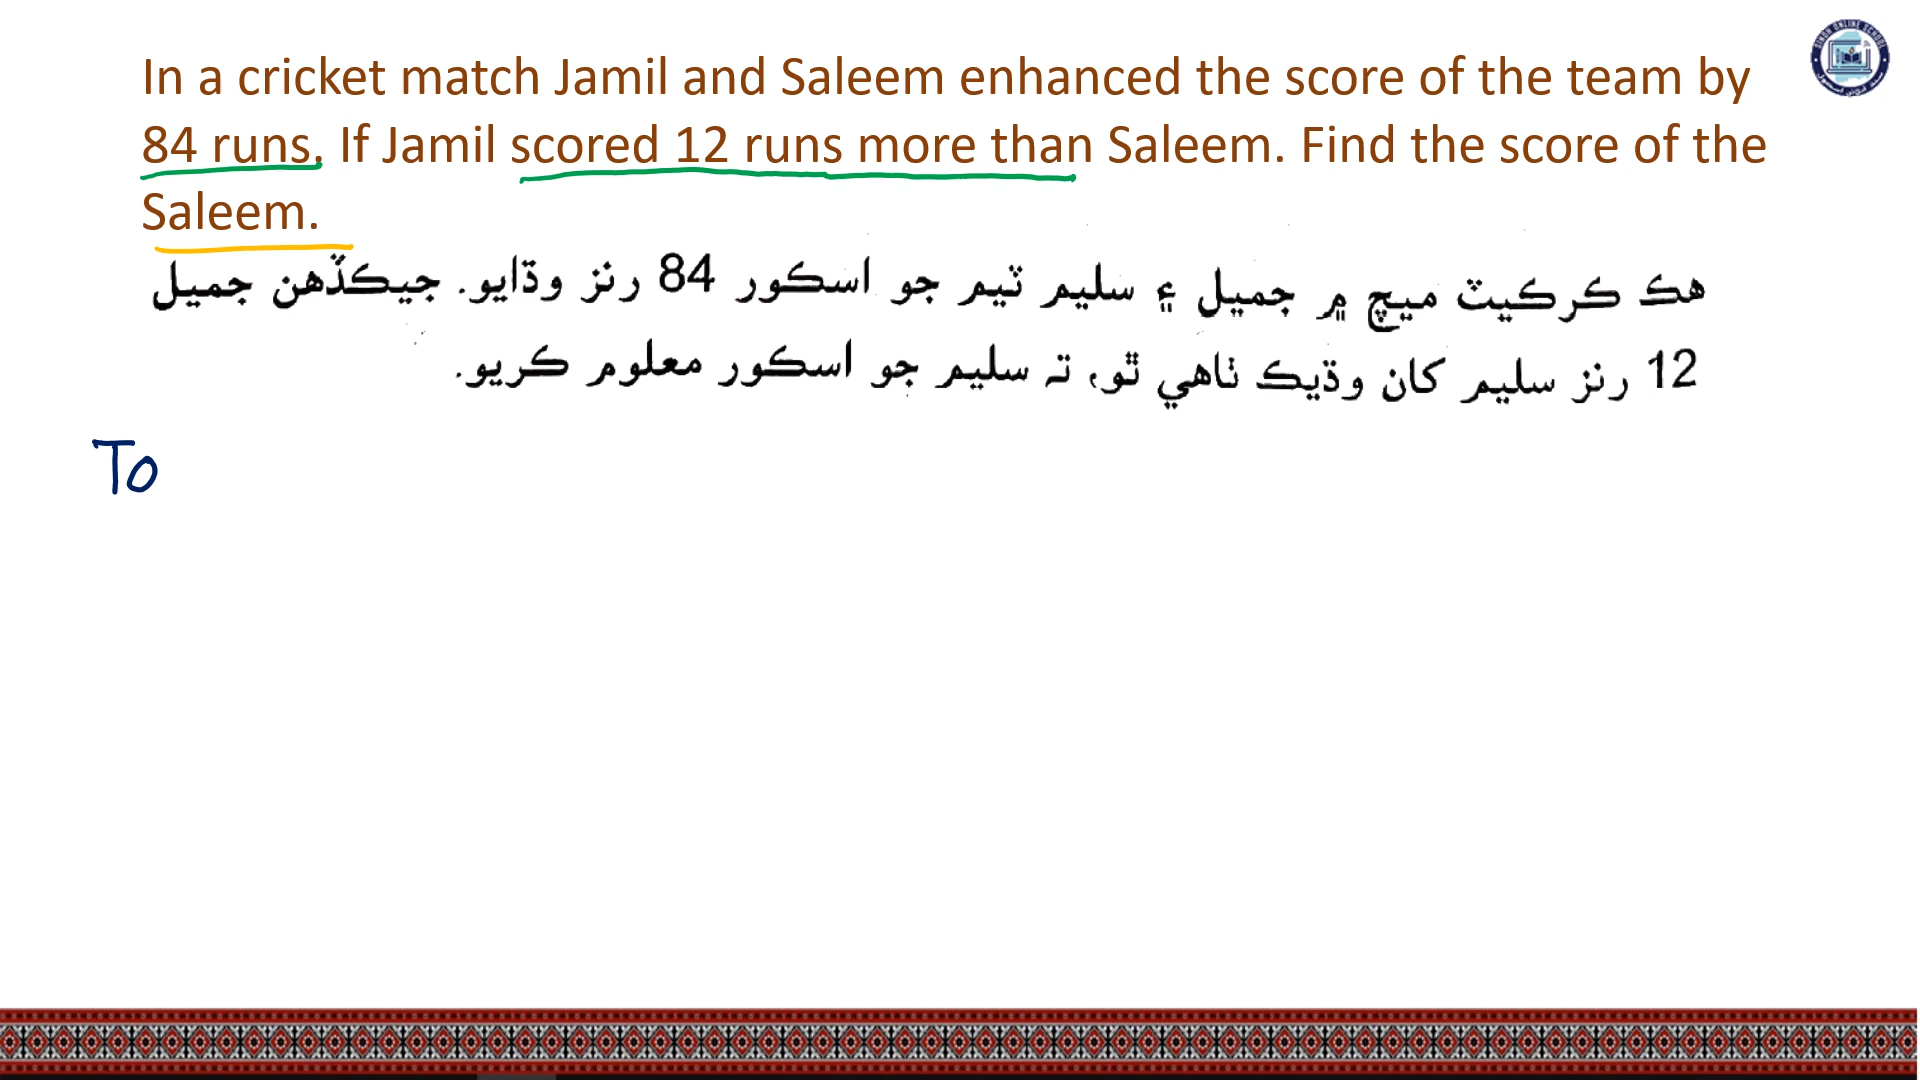 In a cricket match Jamil and Saleem enhanced the score of the team by
84 runs. If Jamil scored 12 runs more than Saleem. Find the score of the
Saleem.
هڪ ڪرڪيٽ ميچ ۾ جميل ۽ سليم ٽيم جو اسڪور 84 رنز وڌايو. جيڪڏهن جميل
12 رنز سليم کان وڌيڪ ٺاهي ٿو، ته سليم جو اسڪور معلوم ڪريو.
To